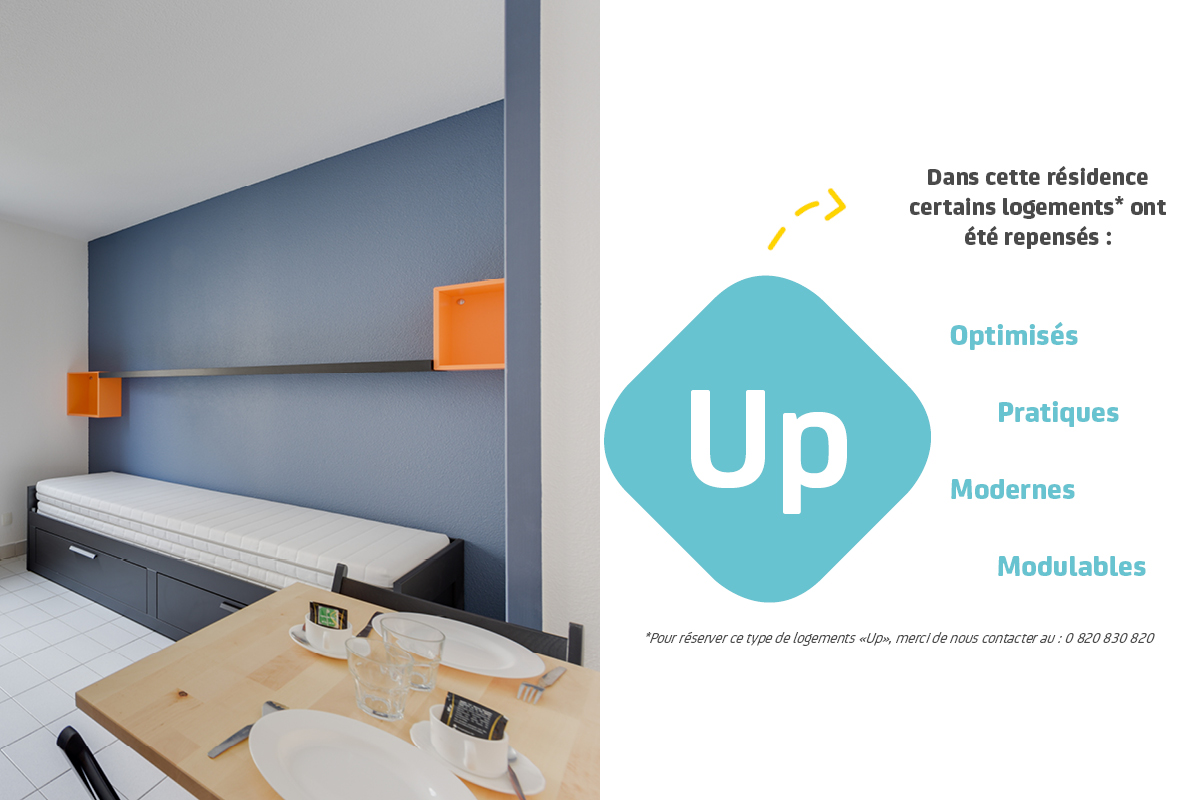 Dans cette résidence
certains logements* ont
été repensés :
Up
Optimisés
Pratiques
Modernes
Modulables
*Pour réserver ce type de logements «Up», merci de nous contacter au : 0 820 830 820